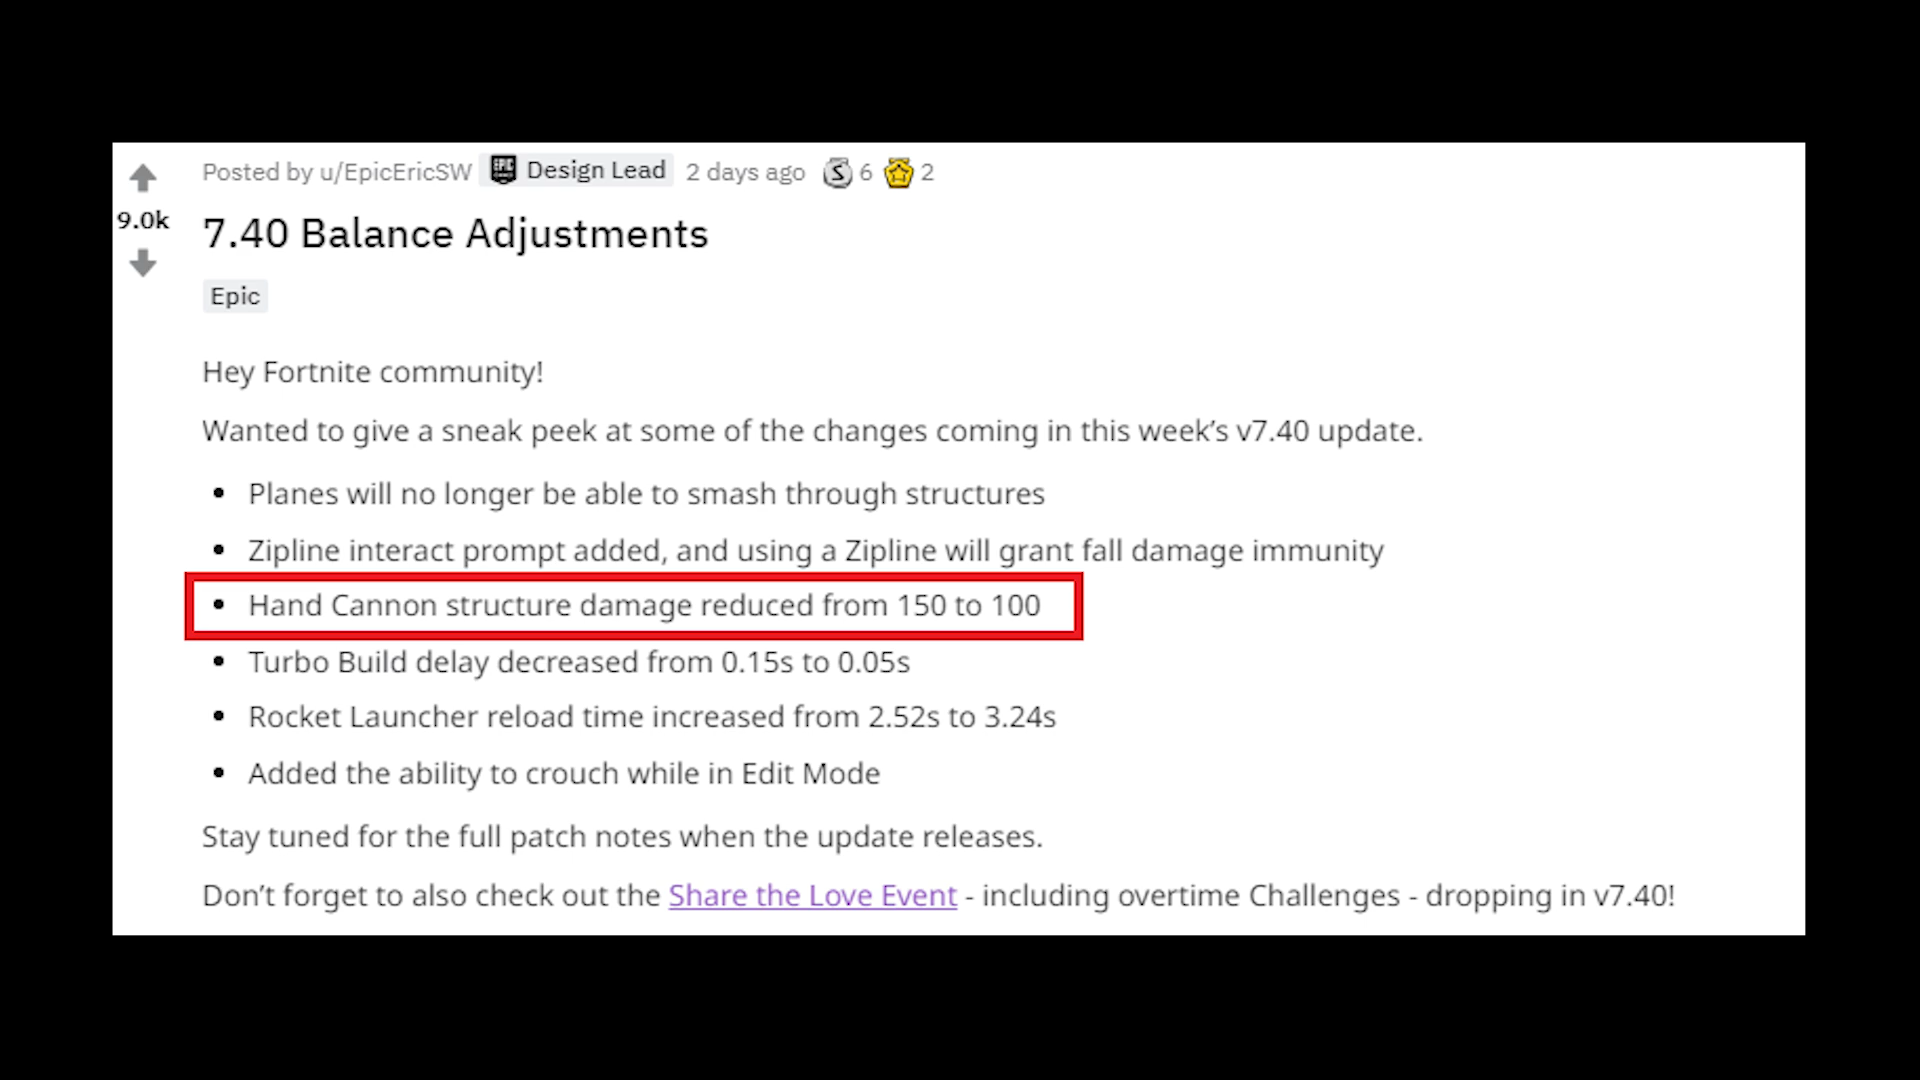 Posted by u/EpicEricSW EPIC Design Lead 2 days ago S 6 2
9.0k
7.40 Balance Adjustments
Epic
Hey Fortnite community!
Wanted to give a sneak peek at some of the changes coming in this week’s v7.40 update.
• Planes will no longer be able to smash through structures
• Zipline interact prompt added, and using a Zipline will grant fall damage immunity
• Hand Cannon structure damage reduced from 150 to 100
• Turbo Build delay decreased from 0.15s to 0.05s
• Rocket Launcher reload time increased from 2.52s to 3.24s
• Added the ability to crouch while in Edit Mode
Stay tuned for the full patch notes when the update releases.
Don’t forget to also check out the Share the Love Event - including overtime Challenges - dropping in v7.40!